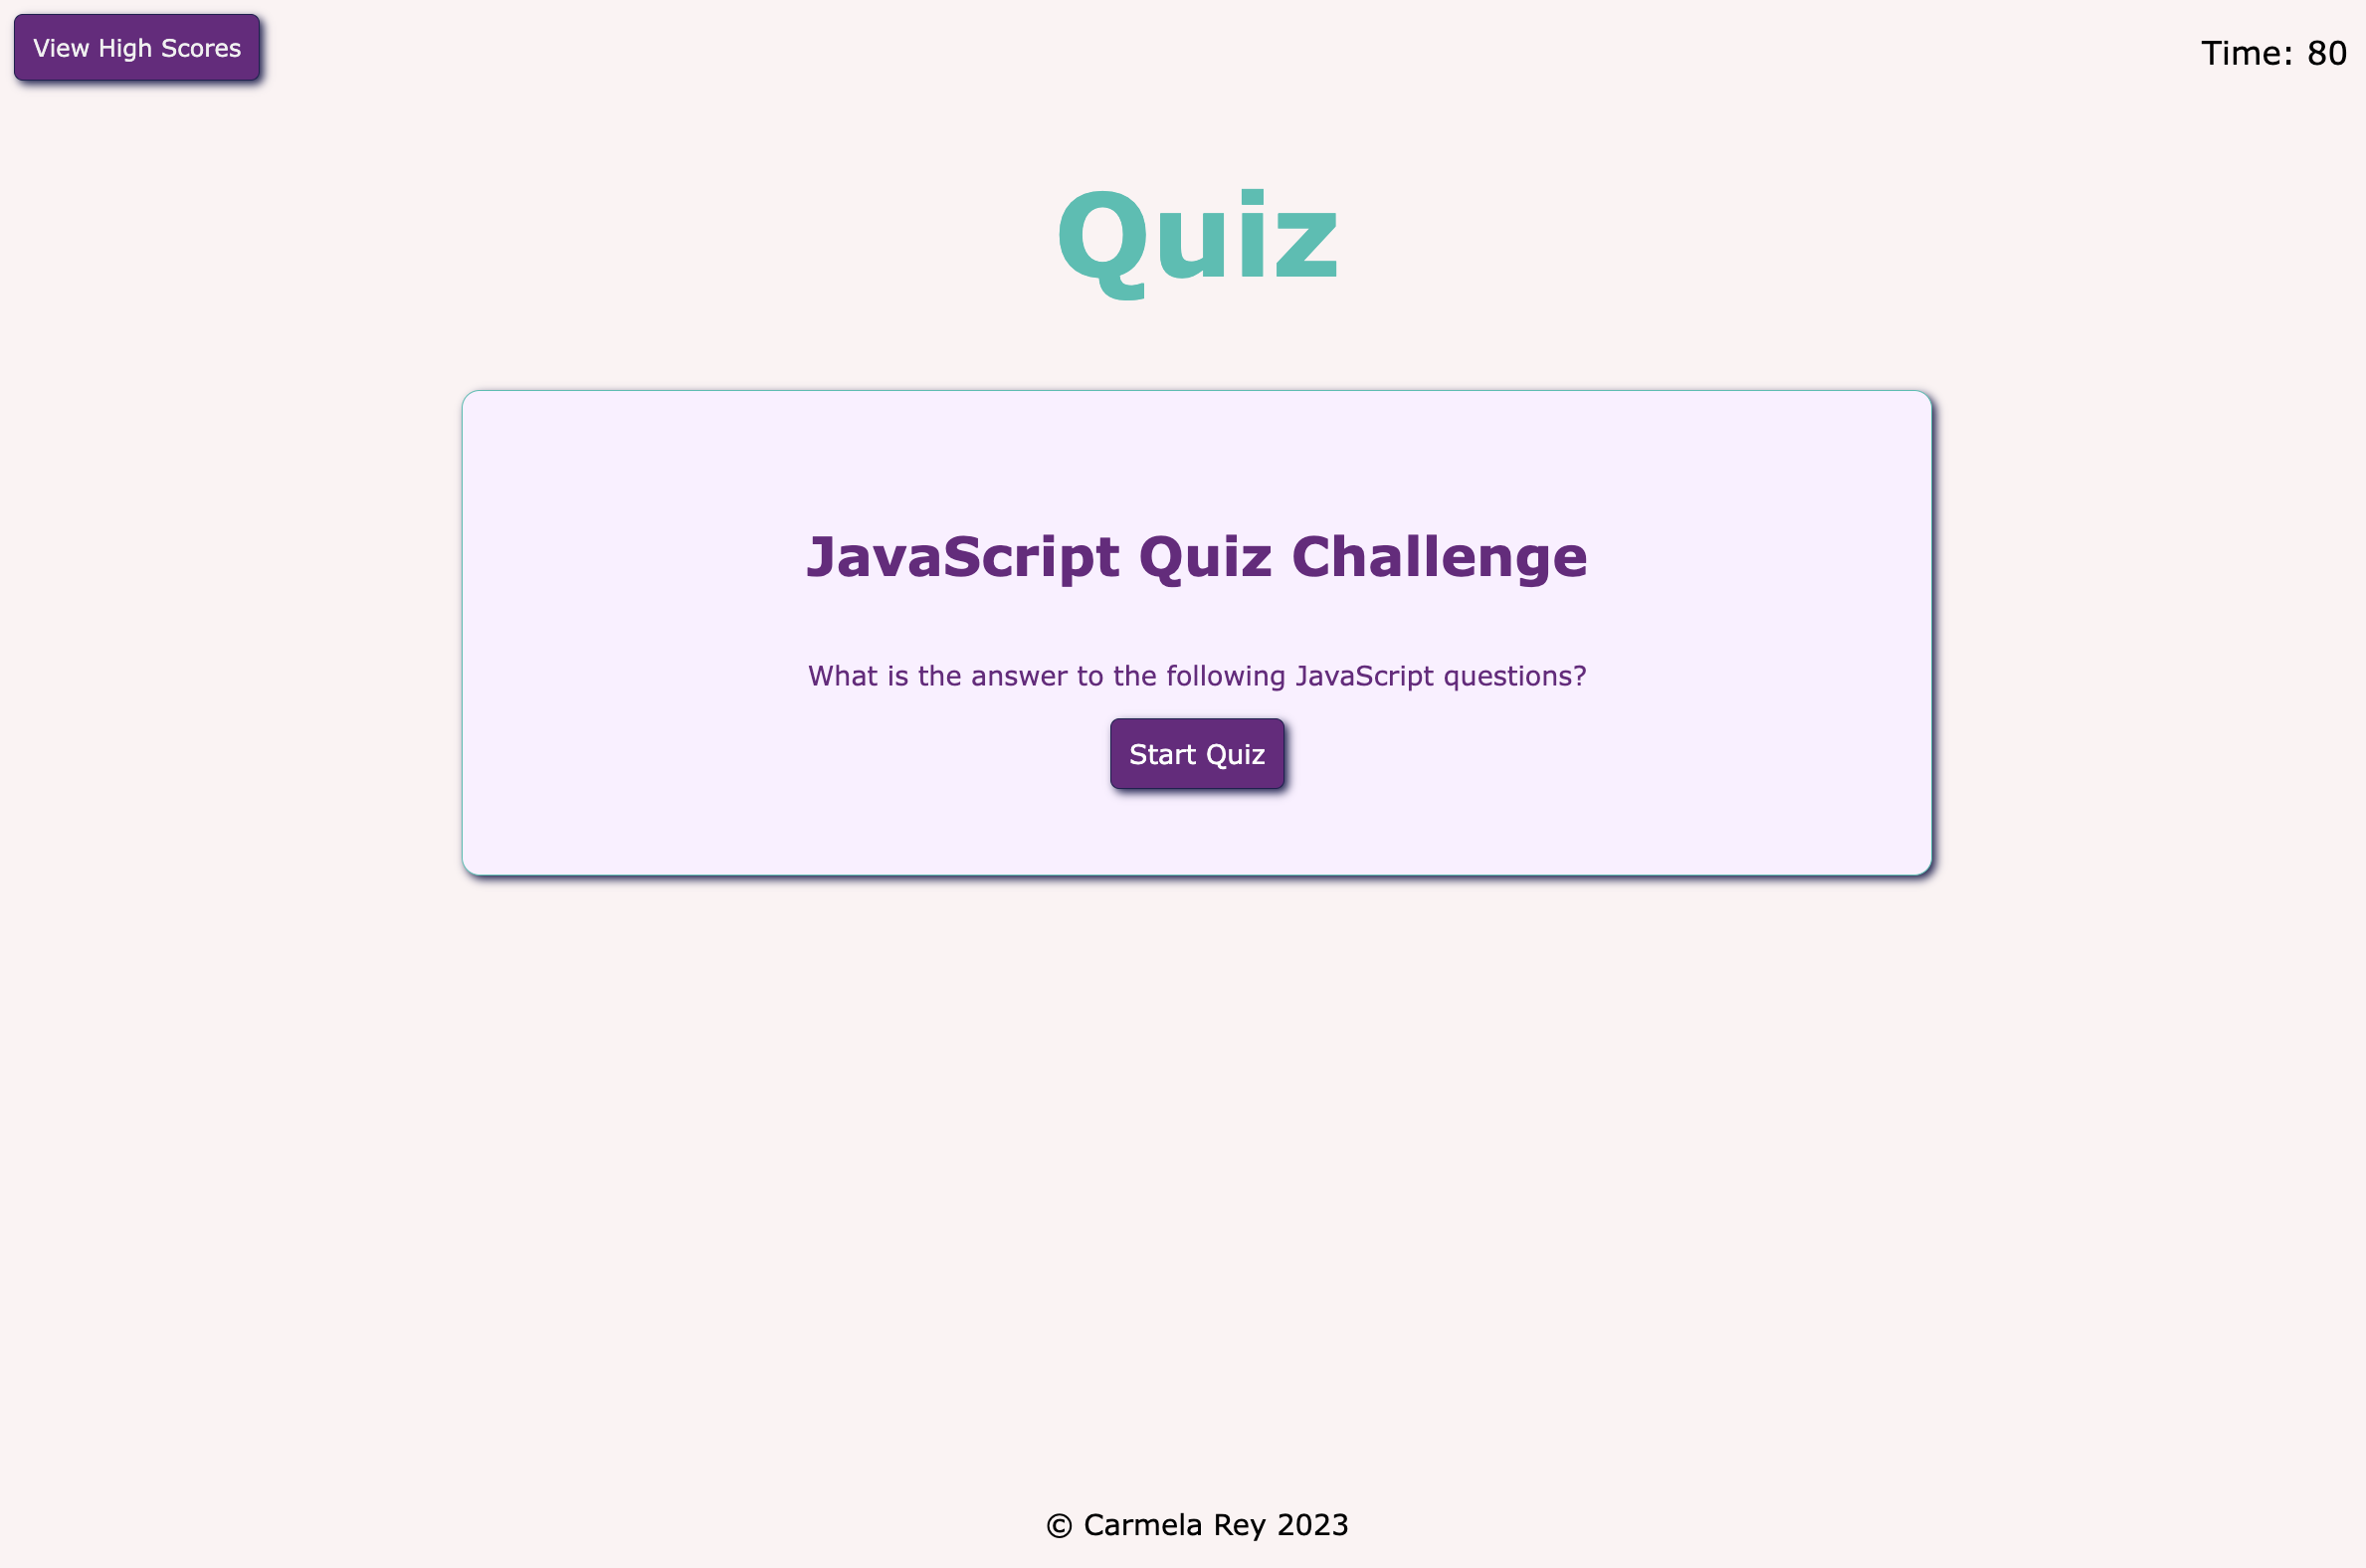 View High Scores
Time: 80
Quiz
JavaScript Quiz Challenge
What is the answer to the following JavaScript questions?
Start Quiz
© Carmela Rey 2023